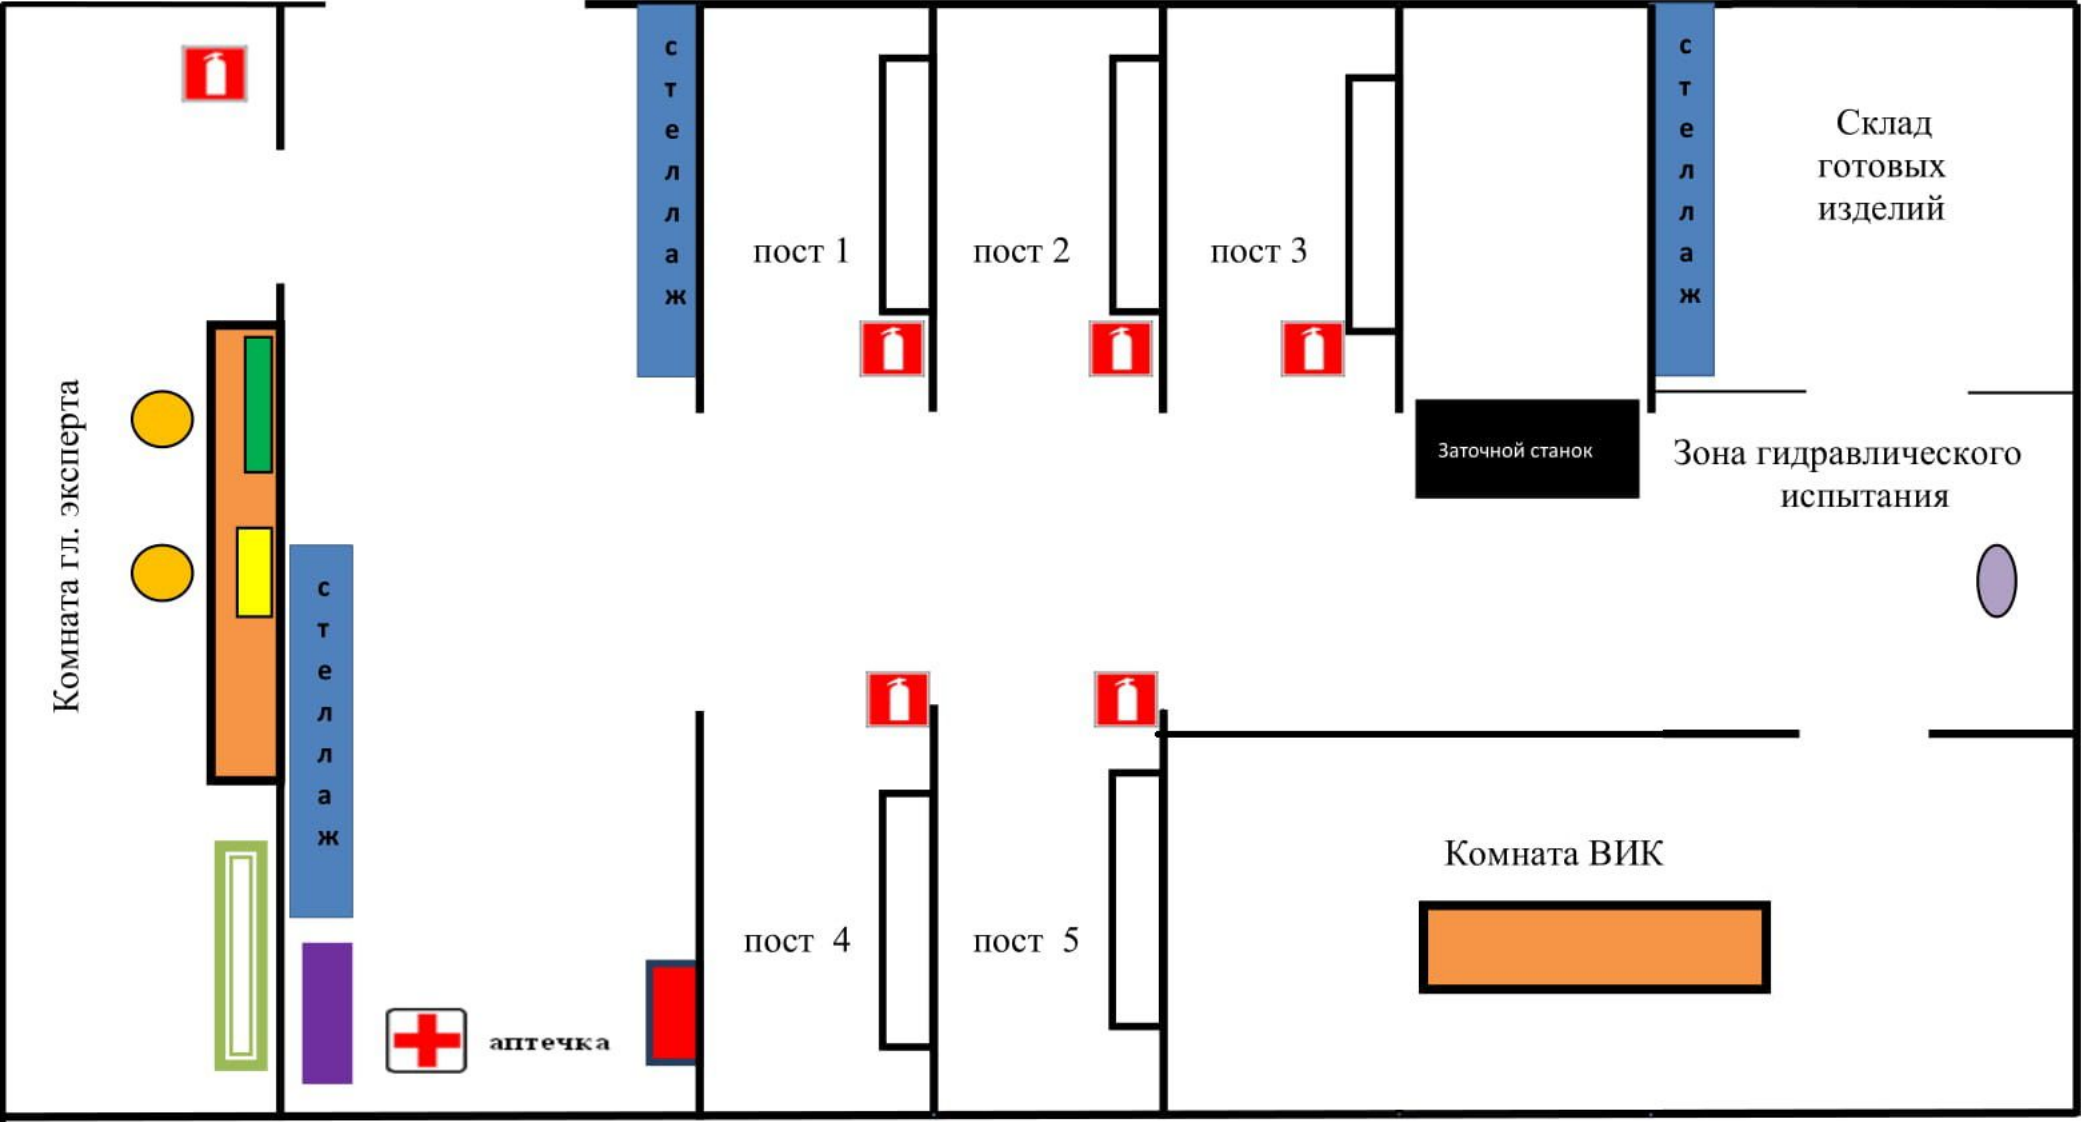 стеллаж
стеллаж
Склад
готовых
изделий
пост 1
пост 2
пост 3
Комната гл. эксперта
Заточной станок
Зона гидравлического
испытания
стеллаж
Комната ВИК
пост 4
пост 5
аптечка